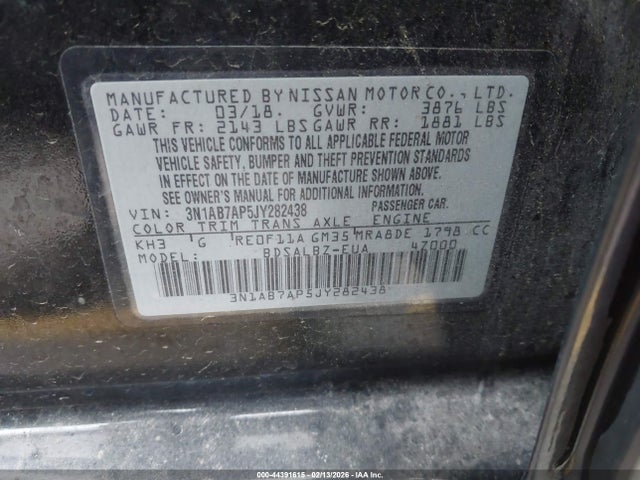 MANUFACTURED BY NISSAN MOTOR CO., LTD.
DATE: 03/18. GVWR: 3876 LBS
GAWR FR: 2143 LBS GAWR RR: 1881 LBS
THIS VEHICLE CONFORMS TO ALL APPLICABLE FEDERAL MOTOR
VEHICLE SAFETY, BUMPER AND THEFT PREVENTION STANDARDS
IN EFFECT ON THE DATE OF MANUFACTURE SHOWN ABOVE.
SEE OWNER'S MANUAL FOR ADDITIONAL INFORMATION.
VIN: 3N1AB7AP5JY282438 PASSENGER CAR.
COLOR TRIM TRANS AXLE ENGINE
KH3 G RE0F11A GM35 MRA8DE 1798 CC
MODEL: BDSALBZ-EUA 47000
3N1AB7AP5JY282438
000-44391615 - 02/13/2026 - IAA Inc.